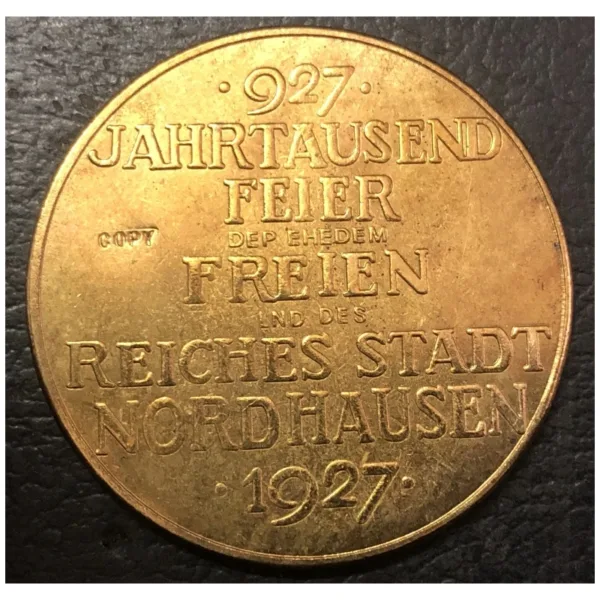 · 927 ·
JAHRTAUSEND
FEIER
COPY
DER EHEDEM
FREIEN
UND DES
REICHES STADT
NORDHAUSEN
· 1927 ·